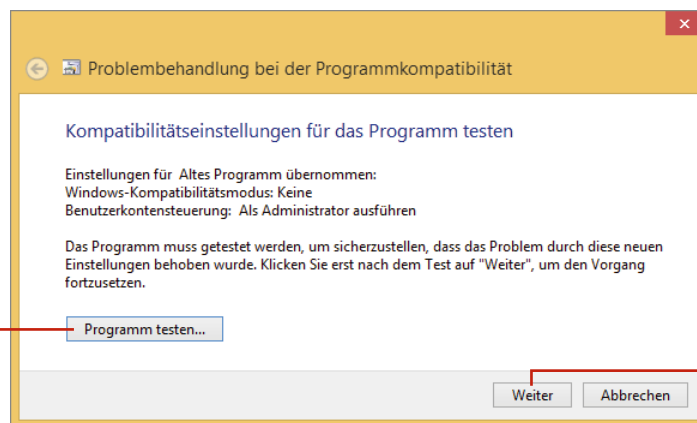 Problembehandlung bei der Programmkompatibilität
Kompatibilitätseinstellungen für das Programm testen
Einstellungen für  Altes Programm übernommen:
Windows-Kompatibilitätsmodus: Keine
Benutzerkontensteuerung:  Als Administrator ausführen
Das Programm muss getestet werden, um sicherzustellen, dass das Problem durch diese neuen
Einstellungen behoben wurde. Klicken Sie erst nach dem Test auf "Weiter", um den Vorgang
fortzusetzen.
Programm testen...
Weiter
Abbrechen